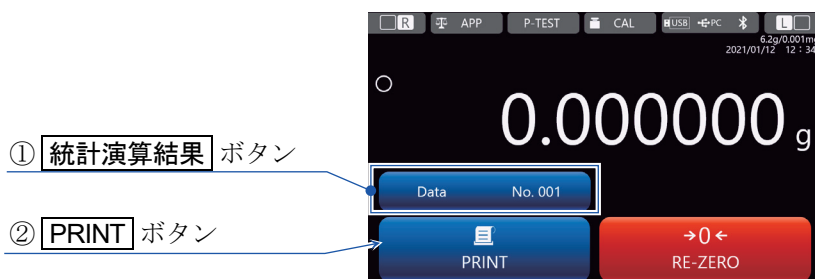 R APP P-TEST CAL USB PC L
6.2g/0.001mg
2021/01/12 12:34
0.000000 g
① 統計演算結果 ボタン
Data No. 001
② PRINT ボタン
PRINT
→0←
RE-ZERO